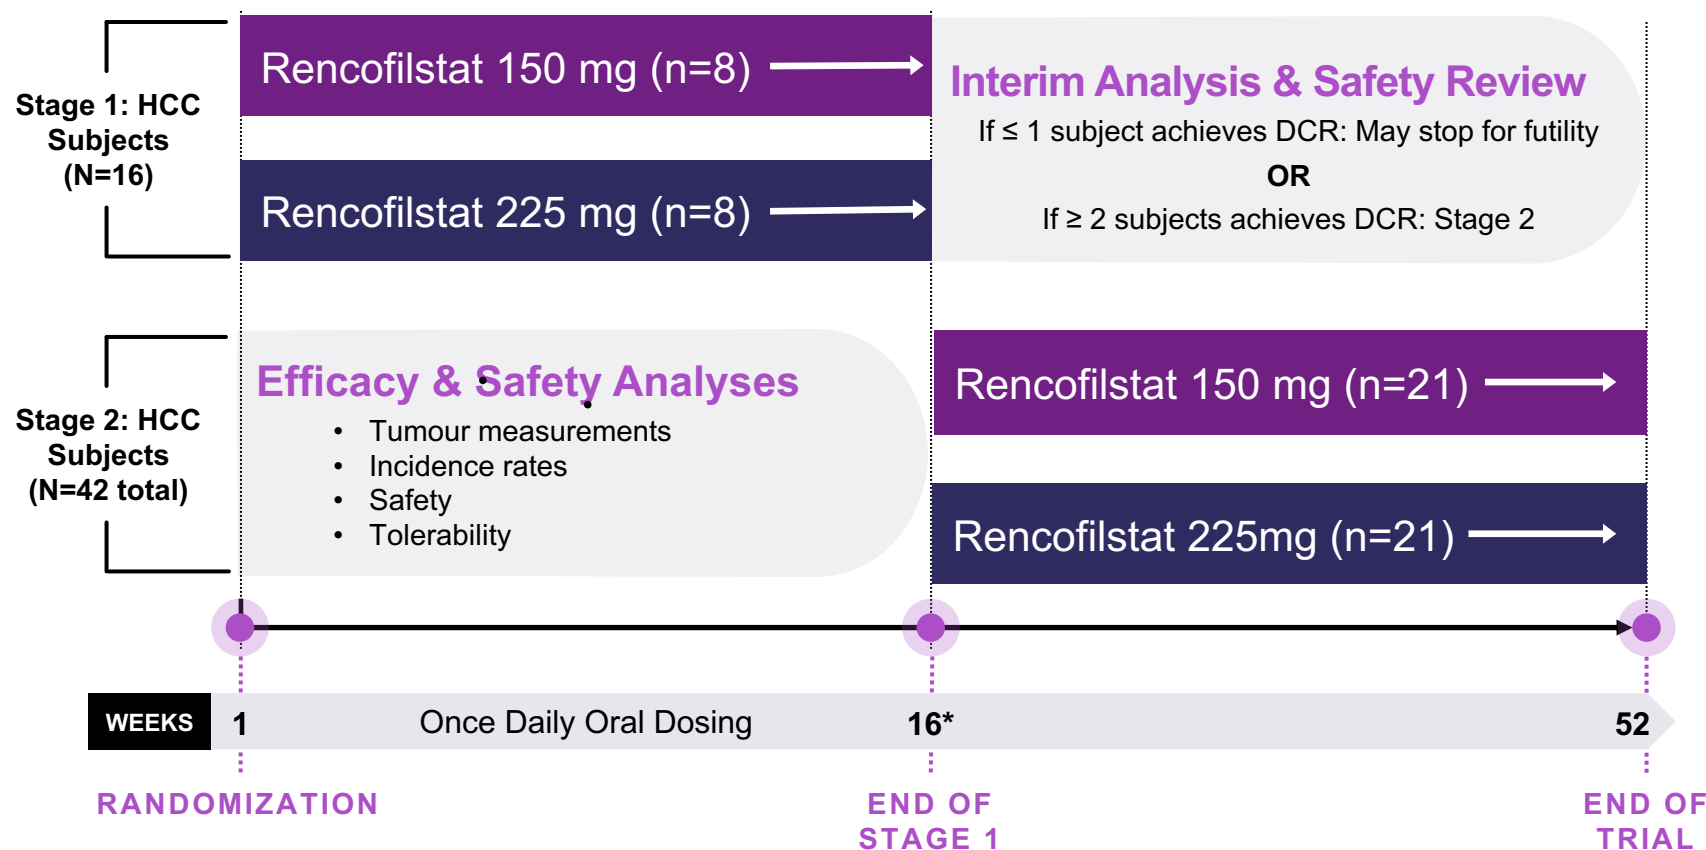 Stage 1: HCC
Subjects
(N=16)
Rencofilstat 150 mg (n=8)
Rencofilstat 225 mg (n=8)
Interim Analysis & Safety Review
If ≤ 1 subject achieves DCR: May stop for futility
OR
If ≥ 2 subjects achieves DCR: Stage 2
Stage 2: HCC
Subjects
(N=42 total)
Efficacy & Safety Analyses
• Tumour measurements
• Incidence rates
• Safety
• Tolerability
Rencofilstat 150 mg (n=21)
Rencofilstat 225mg (n=21)
WEEKS 1 Once Daily Oral Dosing 16* 52
RANDOMIZATION
END OF
STAGE 1
END OF
TRIAL